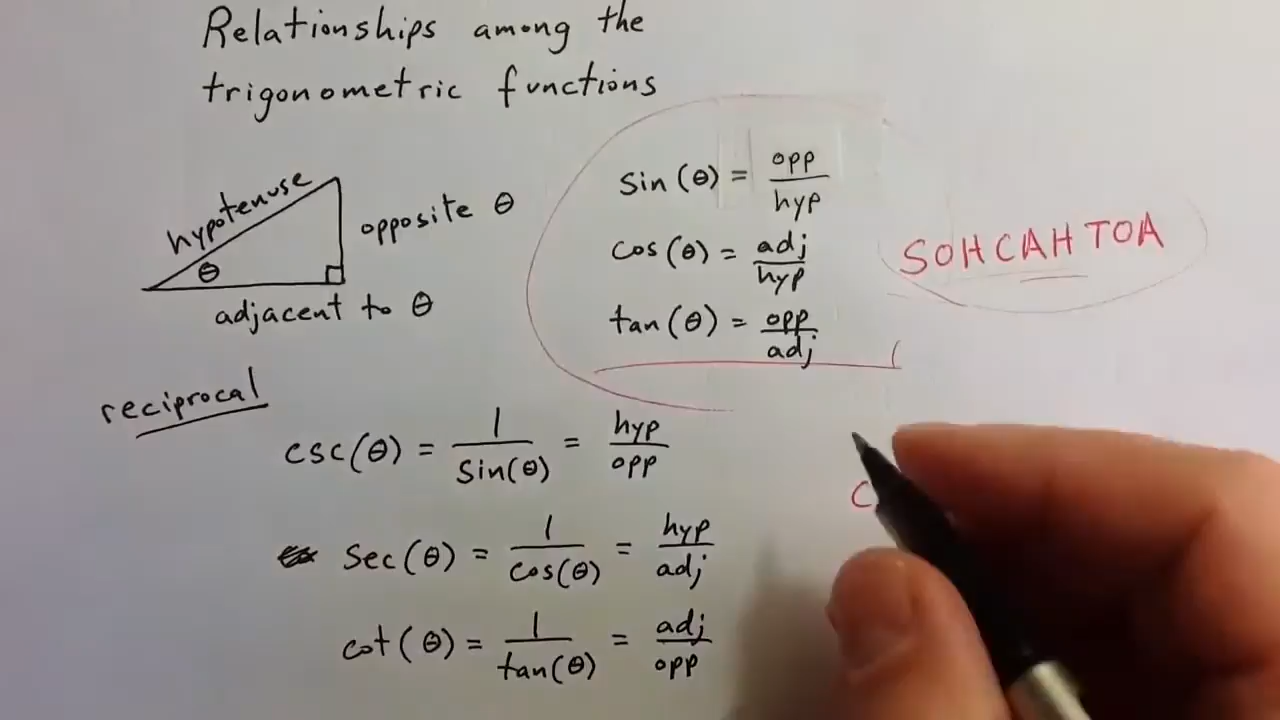 Relationships among the
trigonometric functions
hypotenuse
θ
opposite θ
adjacent to θ
sin(θ) = opp/hyp
cos(θ) = adj/hyp
tan(θ) = opp/adj
SOHCAHTOA
reciprocal
csc(θ) = 1/sin(θ) = hyp/opp
sec(θ) = 1/cos(θ) = hyp/adj
cot(θ) = 1/tan(θ) = adj/opp